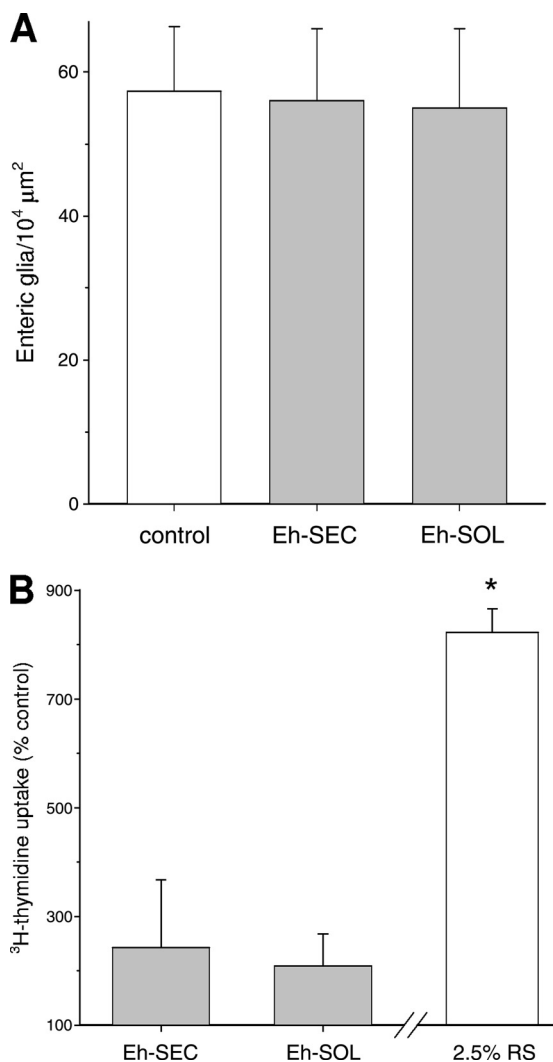 A
Enteric glia/10⁴ μm²
60
40
20
0
control Eh-SEC Eh-SOL
B
³H-thymidine uptake (% control)
900
700
500
300
100
*
Eh-SEC Eh-SOL 2.5% RS